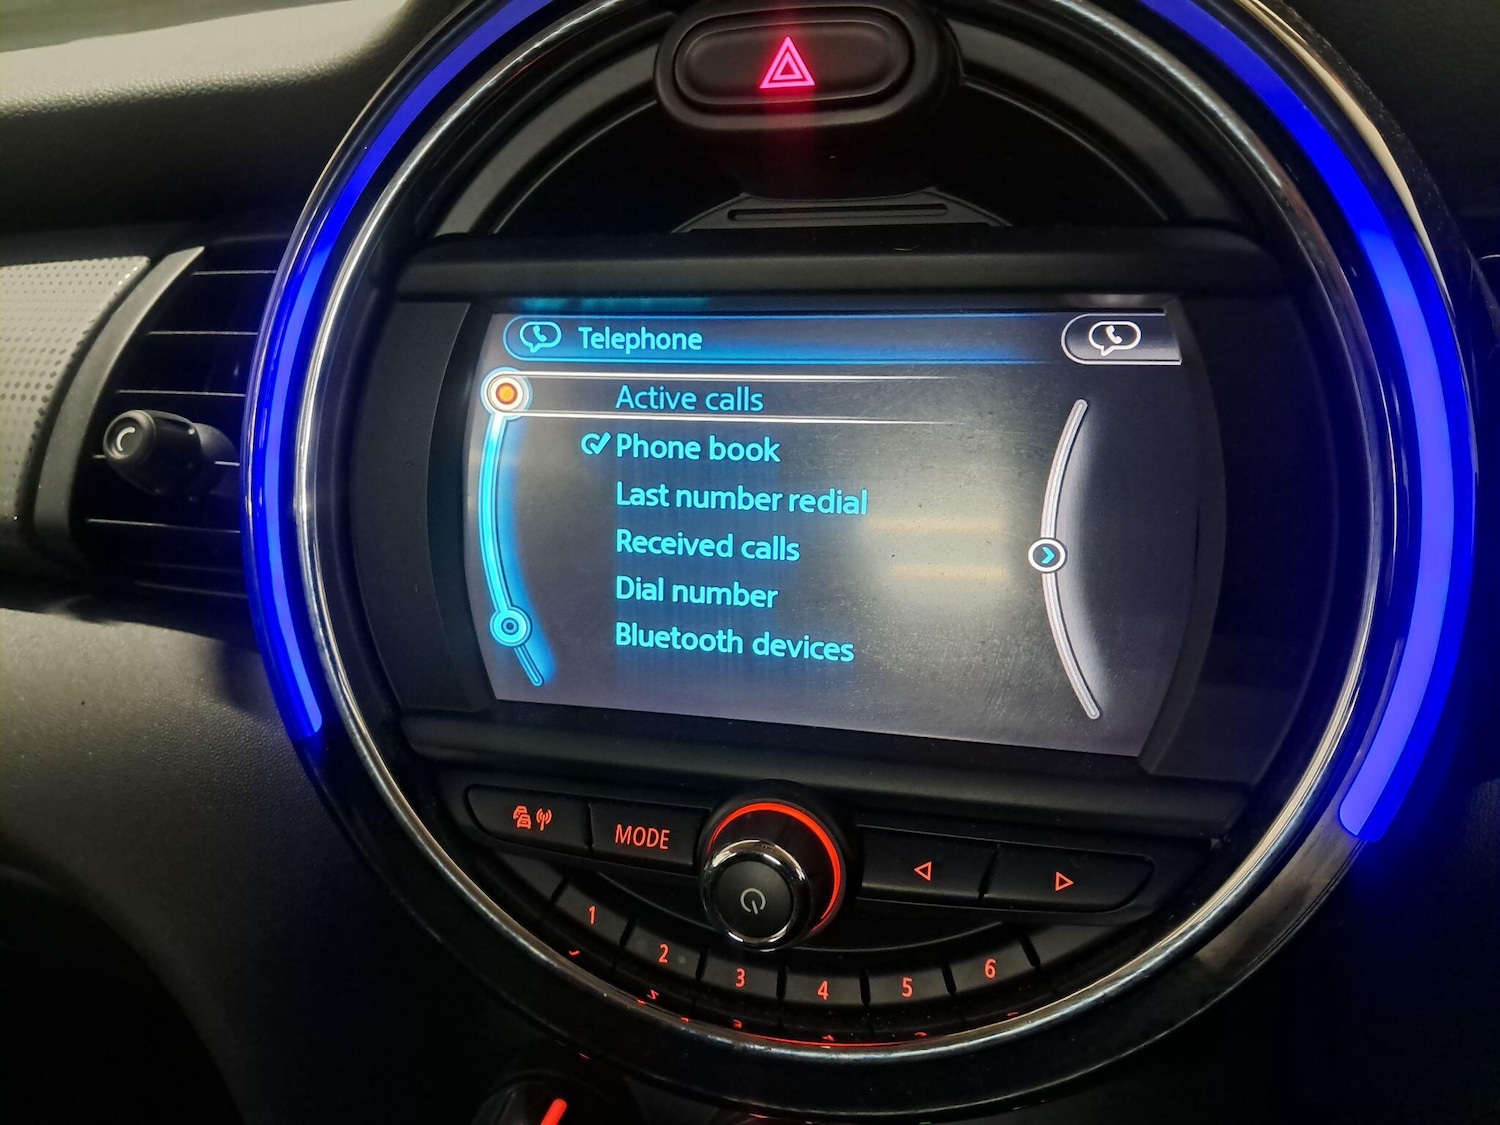 Telephone
Active calls
Phone book
Last number redial
Received calls
Dial number
Bluetooth devices
MODE
1 2 3 4 5 6